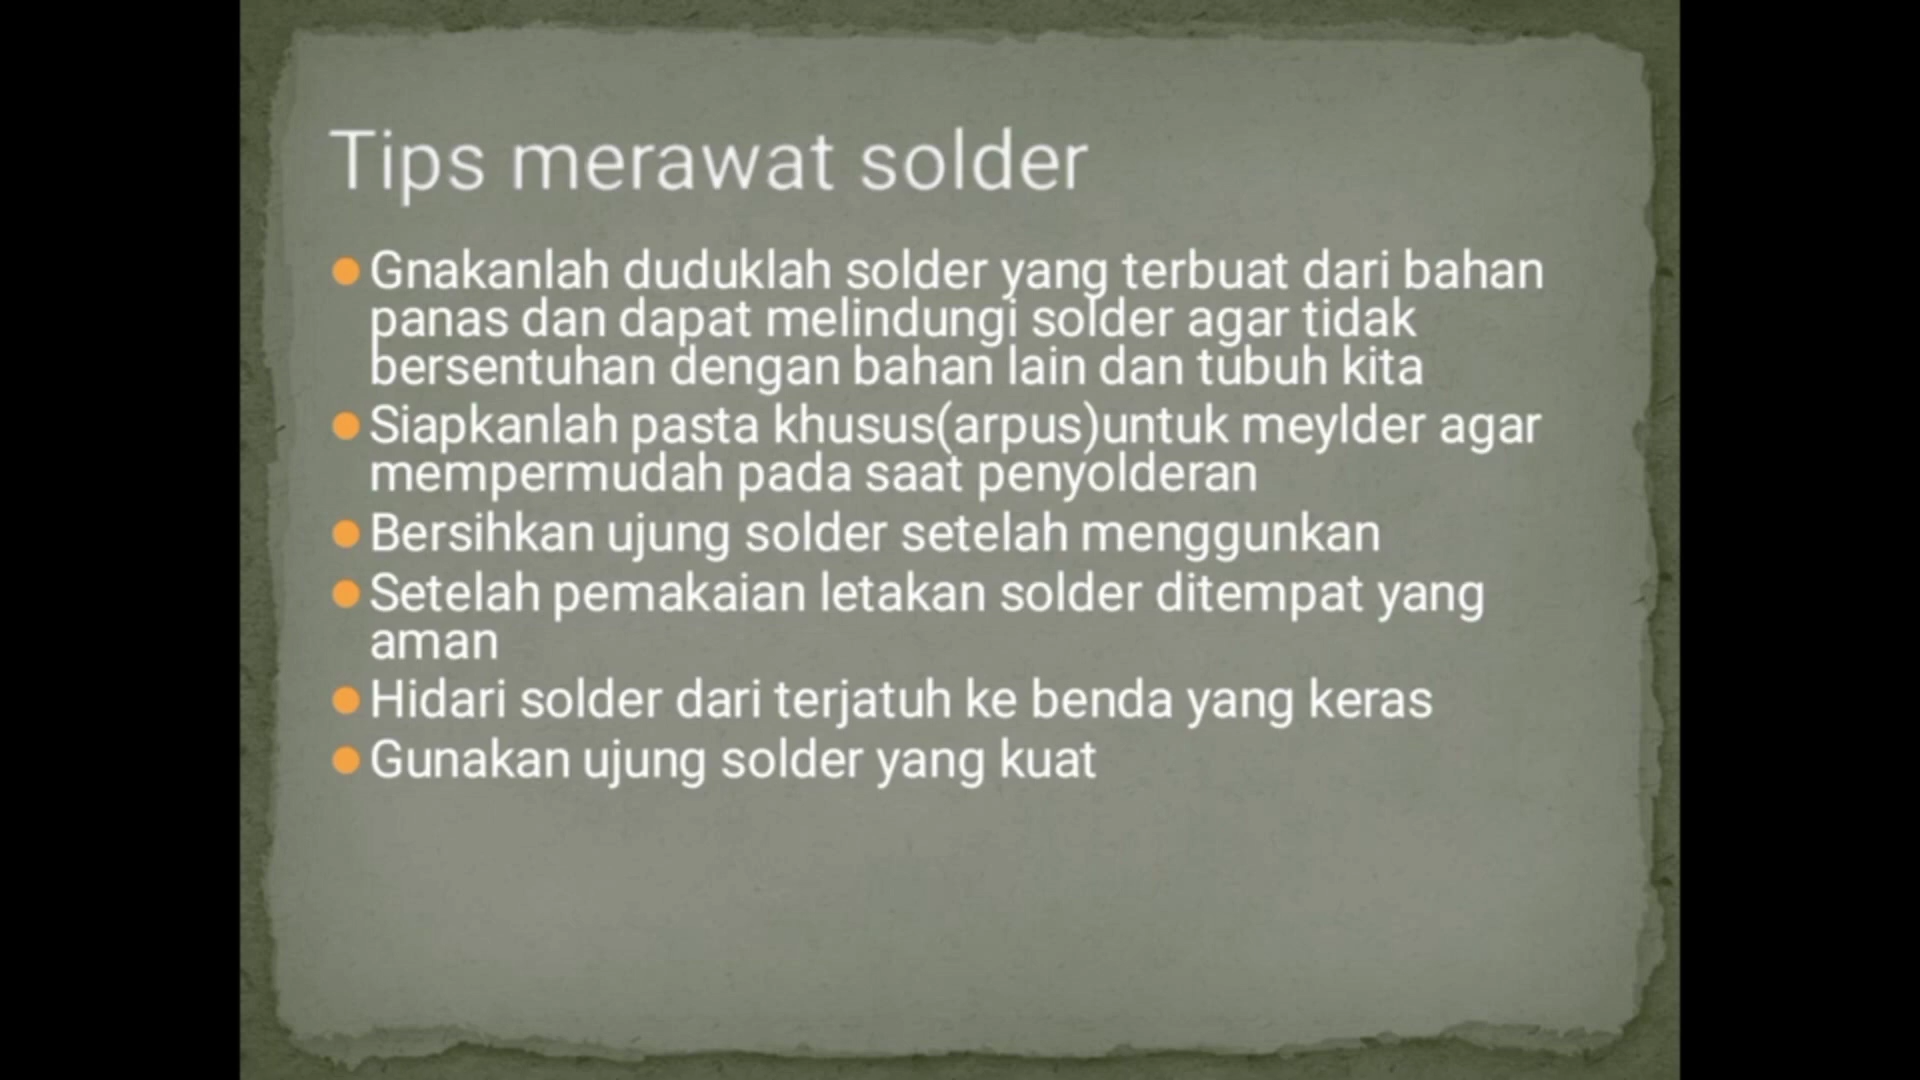 Tips merawat solder
Gnakanlah duduklah solder yang terbuat dari bahan
panas dan dapat melindungi solder agar tidak
bersentuhan dengan bahan lain dan tubuh kita
Siapkanlah pasta khusus(arpus)untuk meylder agar
mempermudah pada saat penyolderan
Bersihkan ujung solder setelah menggunkan
Setelah pemakaian letakan solder ditempat yang
aman
Hidari solder dari terjatuh ke benda yang keras
Gunakan ujung solder yang kuat